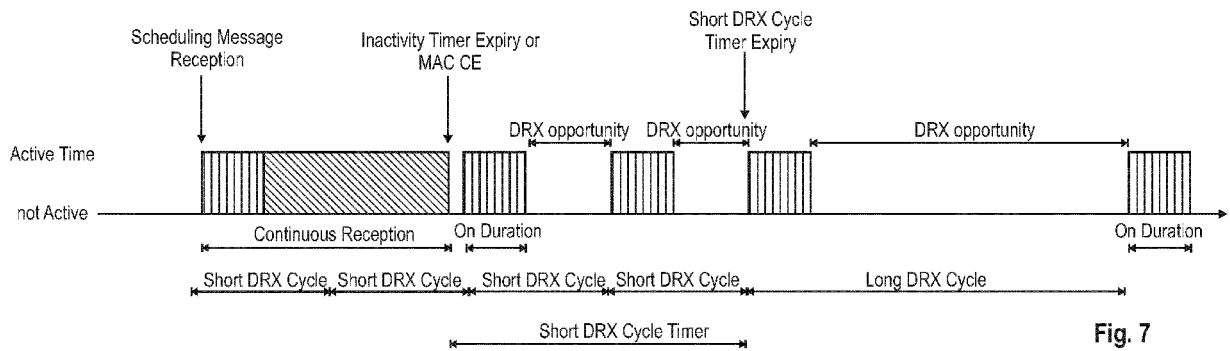 Scheduling Message
Reception
Inactivity Timer Expiry or
MAC CE
Short DRX Cycle
Timer Expiry
DRX opportunity
DRX opportunity
DRX opportunity
Active Time
not Active
Continuous Reception
On Duration
On Duration
Short DRX Cycle
Short DRX Cycle
Short DRX Cycle
Short DRX Cycle
Long DRX Cycle
Short DRX Cycle Timer
Fig. 7